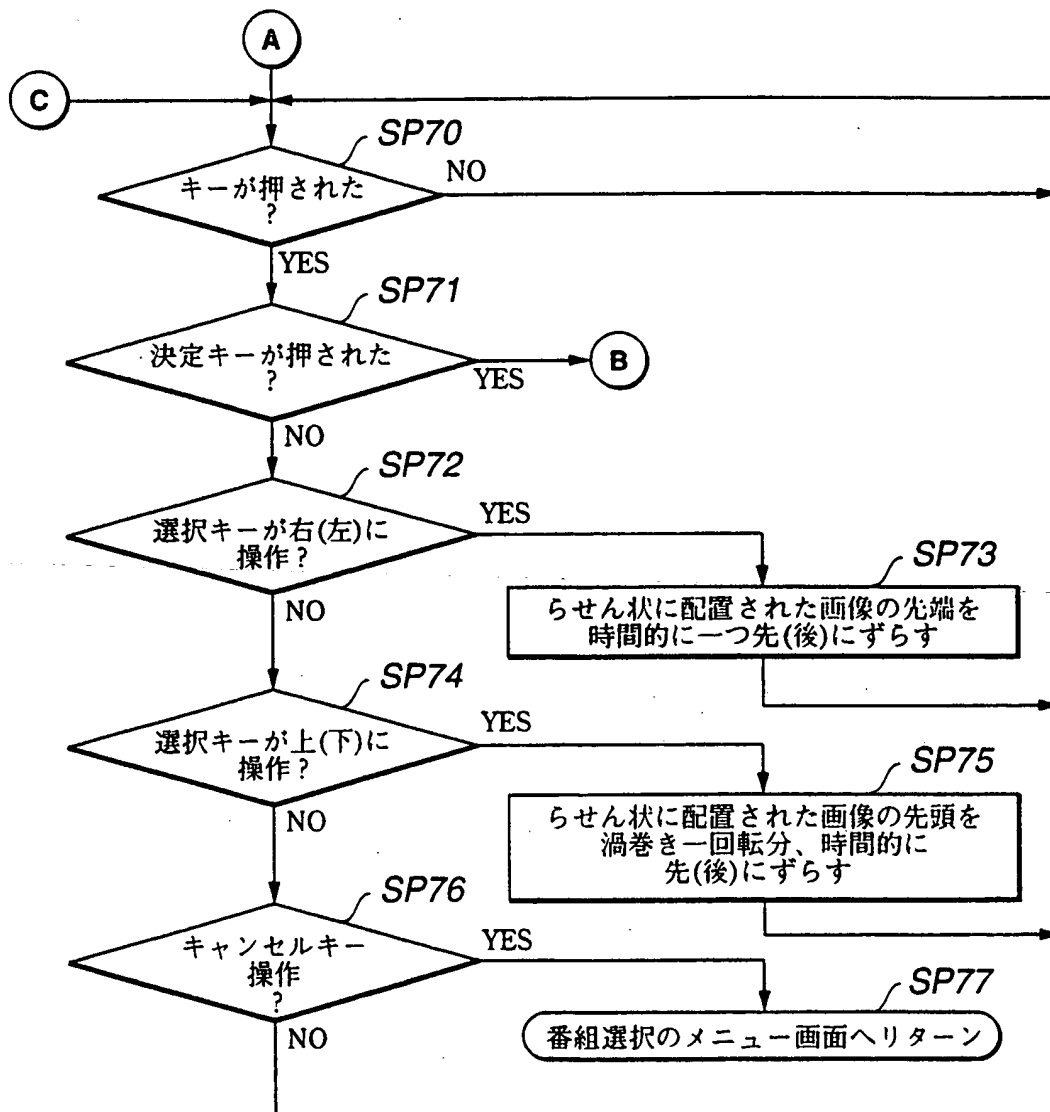 A
C
SP70
キーが押された
?
NO
YES
SP71
決定キーが押された
?
YES
B
NO
SP72
選択キーが右(左)に
操作?
YES
NO
SP73
らせん状に配置された画像の先端を
時間的に一つ先(後)にずらす
SP74
選択キーが上(下)に
操作?
YES
NO
SP75
らせん状に配置された画像の先頭を
渦巻き一回転分、時間的に
先(後)にずらす
SP76
キャンセルキー
操作
?
YES
NO
SP77
番組選択のメニュー画面へリターン